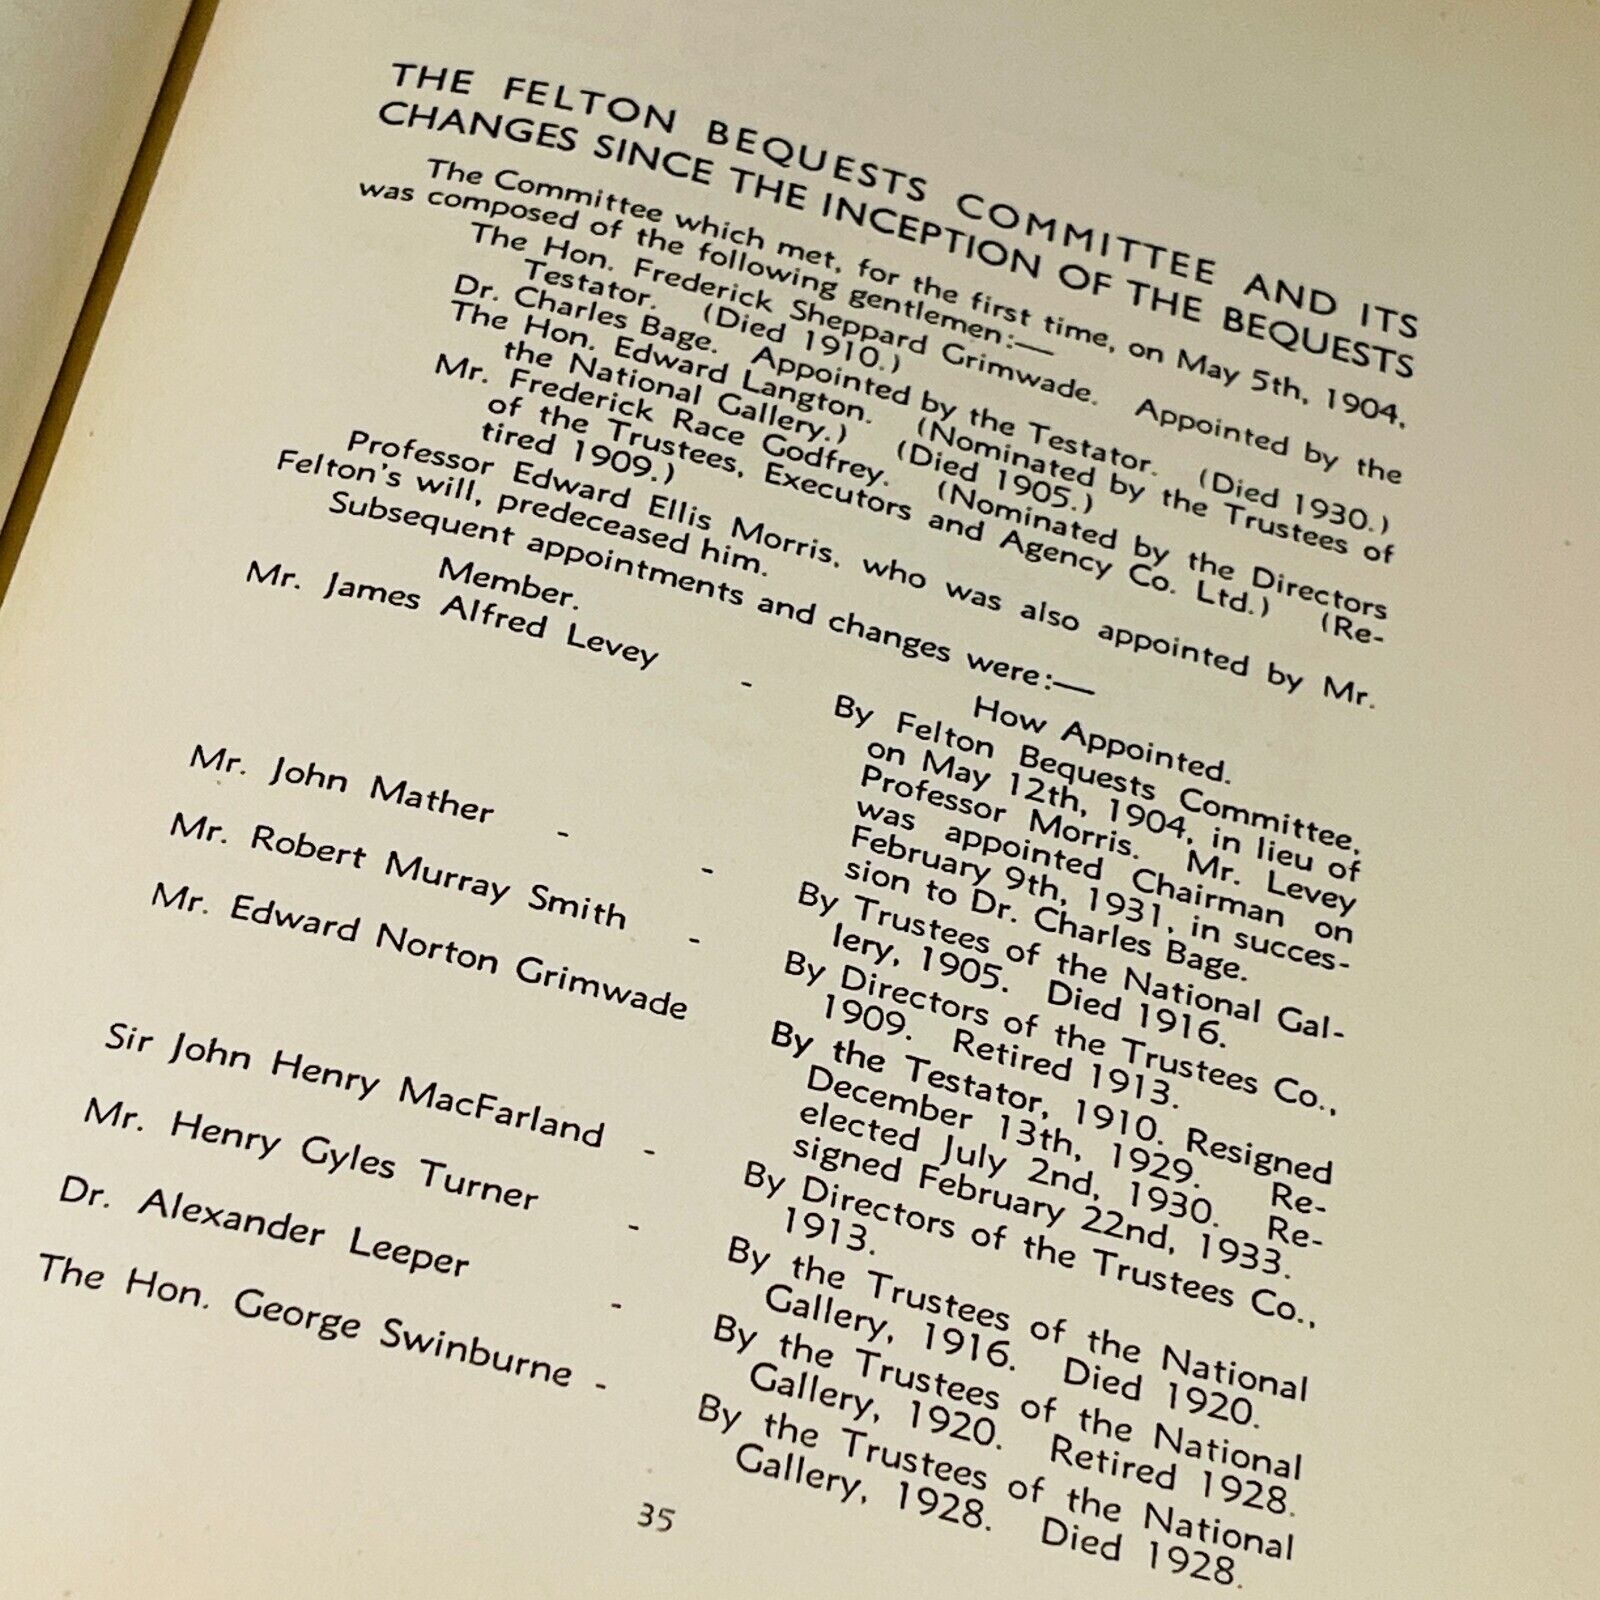 THE FELTON BEQUESTS COMMITTEE AND ITS
CHANGES SINCE THE INCEPTION OF THE BEQUESTS
The Committee which met, for the first time, on May 5th, 1904,
was composed of the following gentlemen:—
The Hon. Frederick Sheppard Grimwade. Appointed by the
Testator. (Died 1910.)
Dr. Charles Bage. Appointed by the Testator. (Died 1930.)
The Hon. Edward Langton. (Nominated by the Trustees of
the National Gallery.) (Died 1905.)
Mr. Frederick Race Godfrey. (Nominated by the Directors
of the Trustees, Executors and Agency Co. Ltd.) (Re-
tired 1909.)
Professor Edward Ellis Morris, who was also appointed by Mr.
Felton's will, predeceased him.
Subsequent appointments and changes were:—
Member. How Appointed.
Mr. James Alfred Levey - By Felton Bequests Committee,
on May 12th, 1904, in lieu of
Professor Morris. Mr. Levey
was appointed Chairman on
February 9th, 1931, in succes-
sion to Dr. Charles Bage.
Mr. John Mather - - By Trustees of the National Gal-
lery, 1905. Died 1916.
Mr. Robert Murray Smith - By Directors of the Trustees Co.,
1909. Retired 1913.
Mr. Edward Norton Grimwade By the Testator, 1910. Resigned
December 13th, 1929. Re-
elected July 2nd, 1930. Re-
signed February 22nd, 1933.
Sir John Henry MacFarland - By Directors of the Trustees Co.,
1913.
Mr. Henry Gyles Turner - By the Trustees of the National
Gallery, 1916. Died 1920.
Dr. Alexander Leeper - By the Trustees of the National
Gallery, 1920. Retired 1928.
The Hon. George Swinburne - By the Trustees of the National
Gallery, 1928. Died 1928.
35